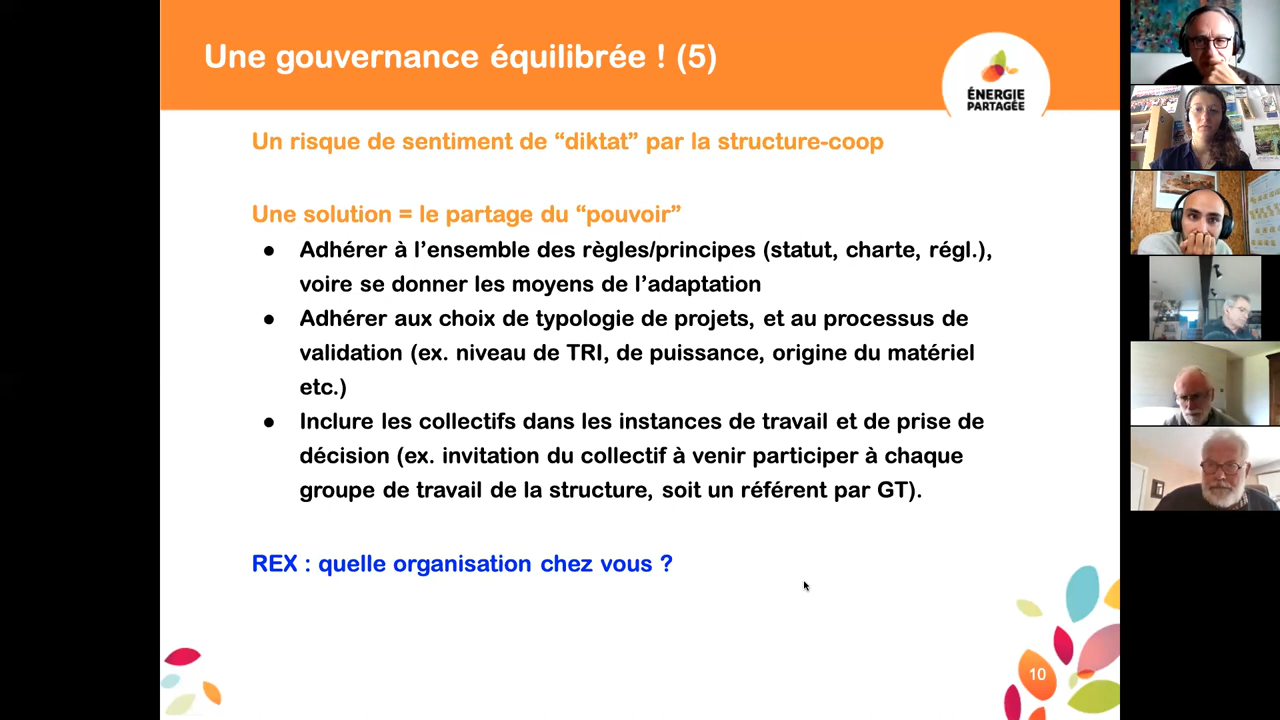 Une gouvernance équilibrée ! (5)
ÉNERGIE
PARTAGÉE
Un risque de sentiment de “diktat” par la structure-coop
Une solution = le partage du “pouvoir”
● Adhérer à l’ensemble des règles/principes (statut, charte, régl.),
voire se donner les moyens de l’adaptation
● Adhérer aux choix de typologie de projets, et au processus de
validation (ex. niveau de TRI, de puissance, origine du matériel
etc.)
● Inclure les collectifs dans les instances de travail et de prise de
décision (ex. invitation du collectif à venir participer à chaque
groupe de travail de la structure, soit un référent par GT).
REX : quelle organisation chez vous ?
10